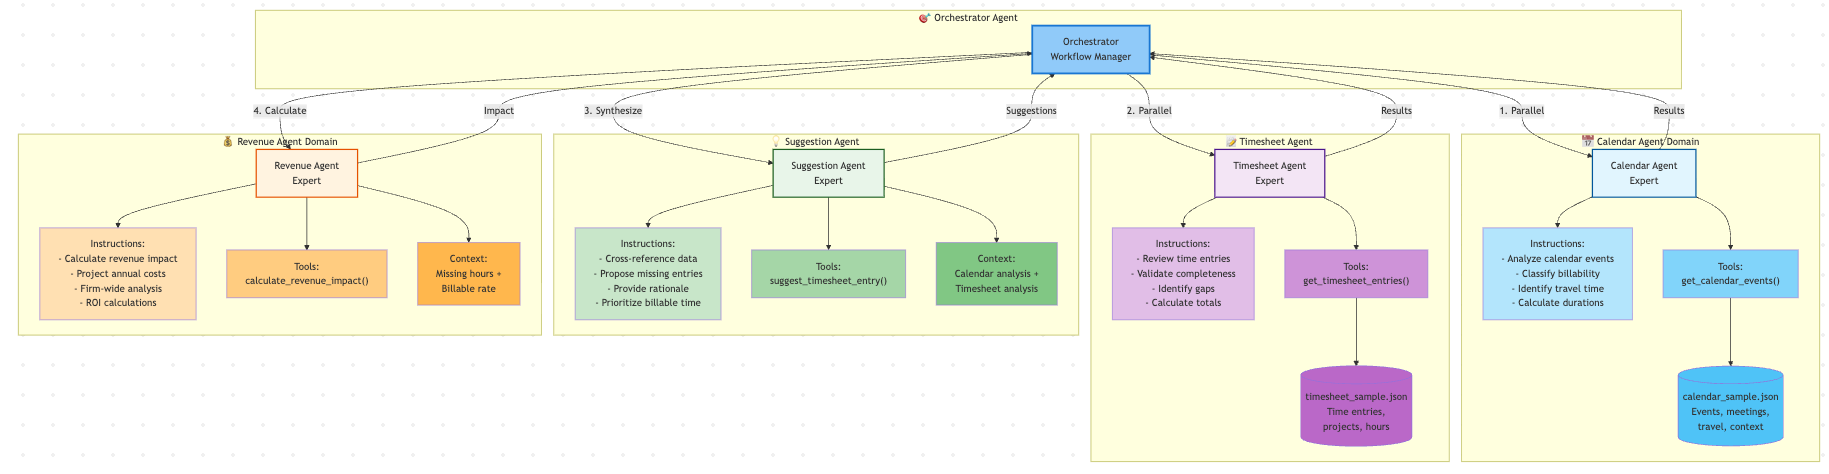 🎯 Orchestrator Agent
Orchestrator
Workflow Manager
4. Calculate
Impact
3. Synthesize
Suggestions
2. Parallel
Results
1. Parallel
Results
💰 Revenue Agent Domain
Revenue Agent
Expert
Instructions:
- Calculate revenue impact
- Project annual costs
- Firm-wide analysis
- ROI calculations
Tools:
calculate_revenue_impact()
Context:
Missing hours +
Billable rate
💡 Suggestion Agent
Suggestion Agent
Expert
Instructions:
- Cross-reference data
- Propose missing entries
- Provide rationale
- Prioritize billable time
Tools:
suggest_timesheet_entry()
Context:
Calendar analysis +
Timesheet analysis
📝 Timesheet Agent
Timesheet Agent
Expert
Instructions:
- Review time entries
- Validate completeness
- Identify gaps
- Calculate totals
Tools:
get_timesheet_entries()
timesheet_sample.json
Time entries,
projects, hours
📅 Calendar Agent Domain
Calendar Agent
Expert
Instructions:
- Analyze calendar events
- Classify billability
- Identify travel time
- Calculate durations
Tools:
get_calendar_events()
calendar_sample.json
Events, meetings,
travel, context